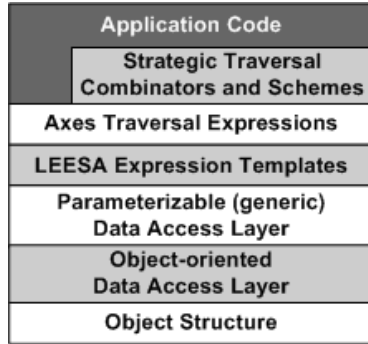 Application Code
Strategic Traversal
Combinators and Schemes
Axes Traversal Expressions
LEESA Expression Templates
Parameterizable (generic)
Data Access Layer
Object-oriented
Data Access Layer
Object Structure